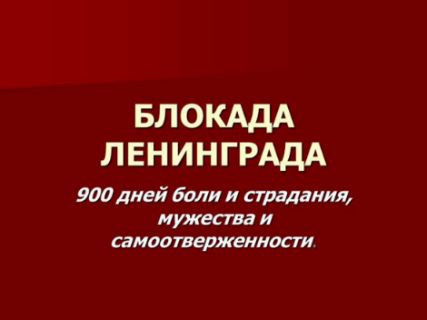 БЛОКАДА
ЛЕНИНГРАДА
900 дней боли и страдания,
мужества и
самоотверженности.